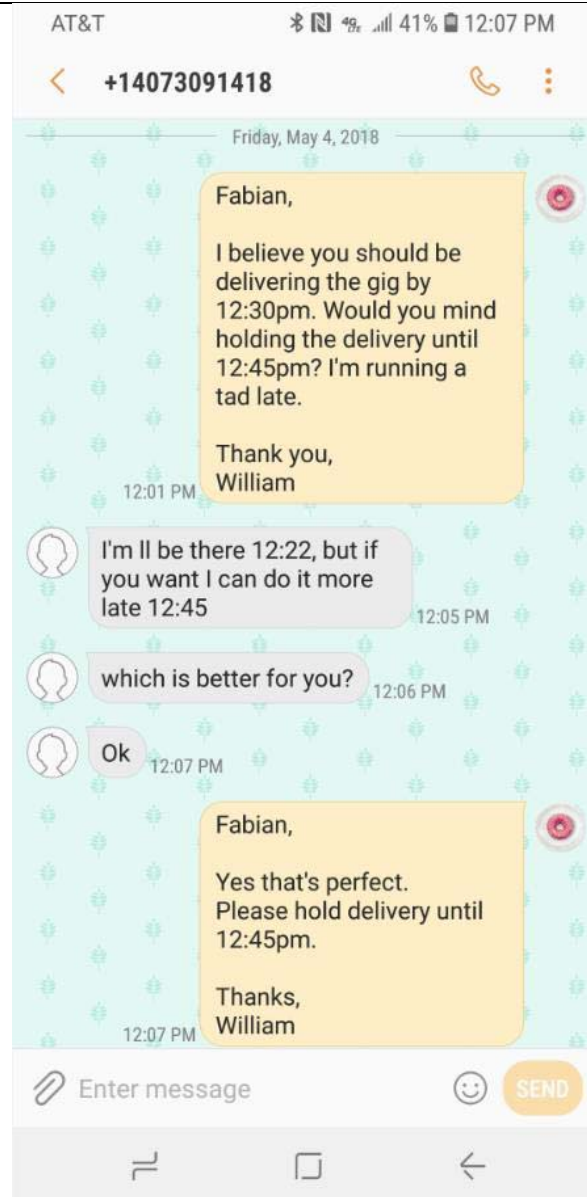 AT&T 41% 12:07 PM
+14073091418
Friday, May 4, 2018
Fabian,
I believe you should be
delivering the gig by
12:30pm. Would you mind
holding the delivery until
12:45pm? I'm running a
tad late.
Thank you,
William
12:01 PM
I'm ll be there 12:22, but if
you want I can do it more
late 12:45
12:05 PM
which is better for you?
12:06 PM
Ok
12:07 PM
Fabian,
Yes that's perfect.
Please hold delivery until
12:45pm.
Thanks,
William
12:07 PM
Enter message
SEND